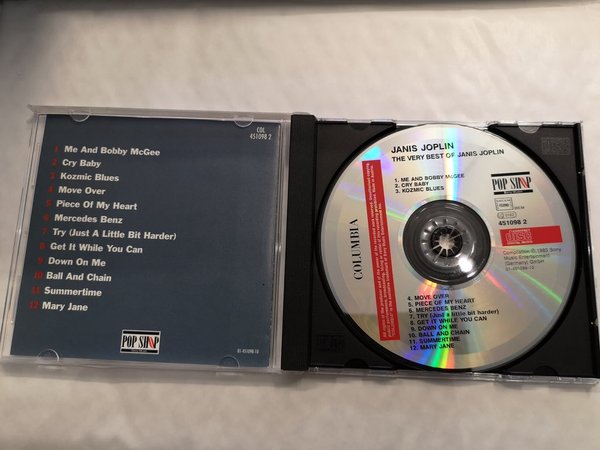 COL
451098 2
1 Me And Bobby McGee
2 Cry Baby
3 Kozmic Blues
4 Move Over
5 Piece Of My Heart
6 Mercedes Benz
7 Try (Just A Little Bit Harder)
8 Get It While You Can
9 Down On Me
10 Ball And Chain
11 Summertime
12 Mary Jane
POP SHOP
01-451098-10
JANIS JOPLIN
THE VERY BEST OF JANIS JOPLIN
1. ME AND BOBBY McGEE
2. CRY BABY
3. KOZMIC BLUES
POP SHOP
451098 2
COMPACT
disc
Sony
Music Entertainment
(Germany) GmbH
COLUMBIA
4. MOVE OVER
5. PIECE OF MY HEART
6. MERCEDES BENZ
7. TRY (Just a little bit harder)
8. GET IT WHILE YOU CAN
9. DOWN ON ME
10. BALL AND CHAIN
11. SUMMERTIME
12. MARY JANE